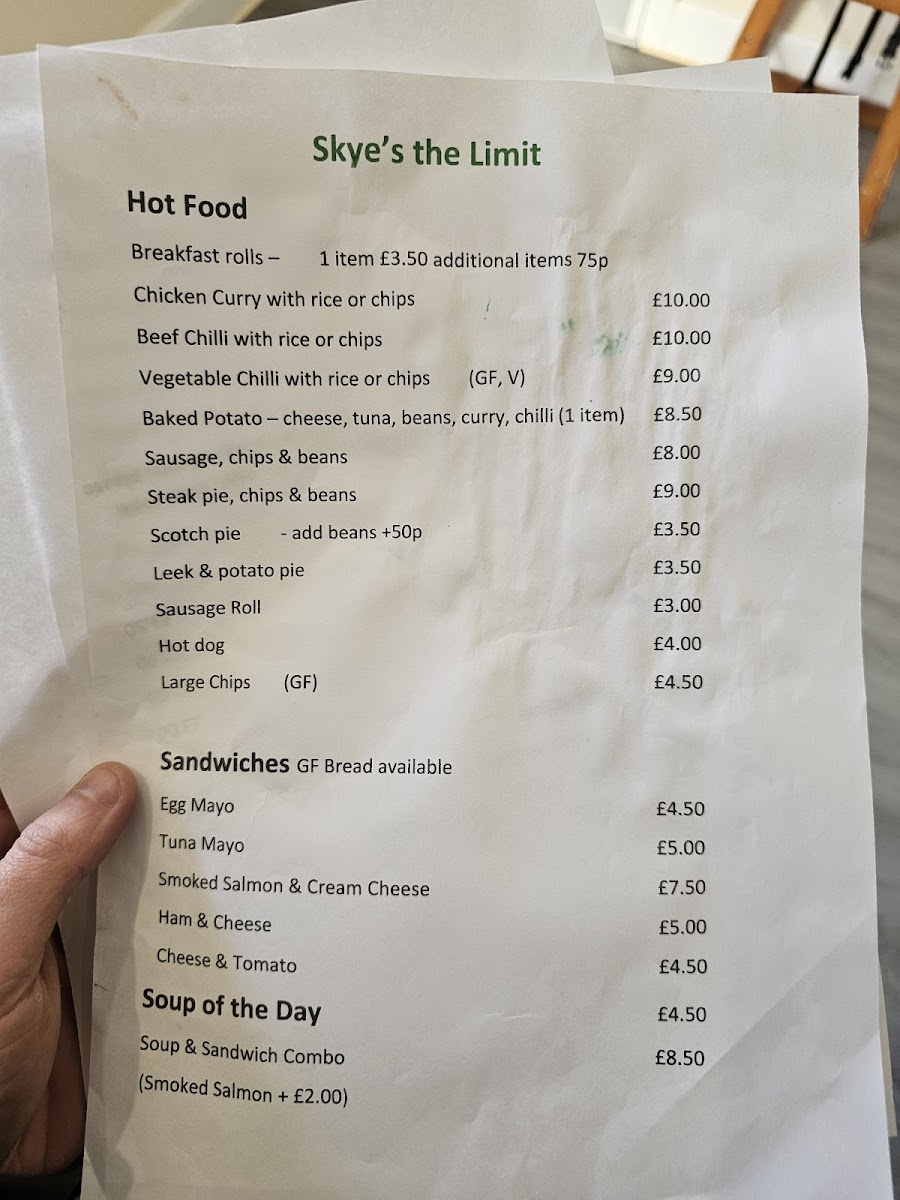 Skye's the Limit
Hot Food
Breakfast rolls – 1 item £3.50 additional items 75p
Chicken Curry with rice or chips £10.00
Beef Chilli with rice or chips £10.00
Vegetable Chilli with rice or chips (GF, V) £9.00
Baked Potato – cheese, tuna, beans, curry, chilli (1 item) £8.50
Sausage, chips & beans £8.00
Steak pie, chips & beans £9.00
Scotch pie - add beans +50p £3.50
Leek & potato pie £3.50
Sausage Roll £3.00
Hot dog £4.00
Large Chips (GF) £4.50
Sandwiches GF Bread available
Egg Mayo £4.50
Tuna Mayo £5.00
Smoked Salmon & Cream Cheese £7.50
Ham & Cheese £5.00
Cheese & Tomato £4.50
Soup of the Day £4.50
Soup & Sandwich Combo £8.50
(Smoked Salmon + £2.00)